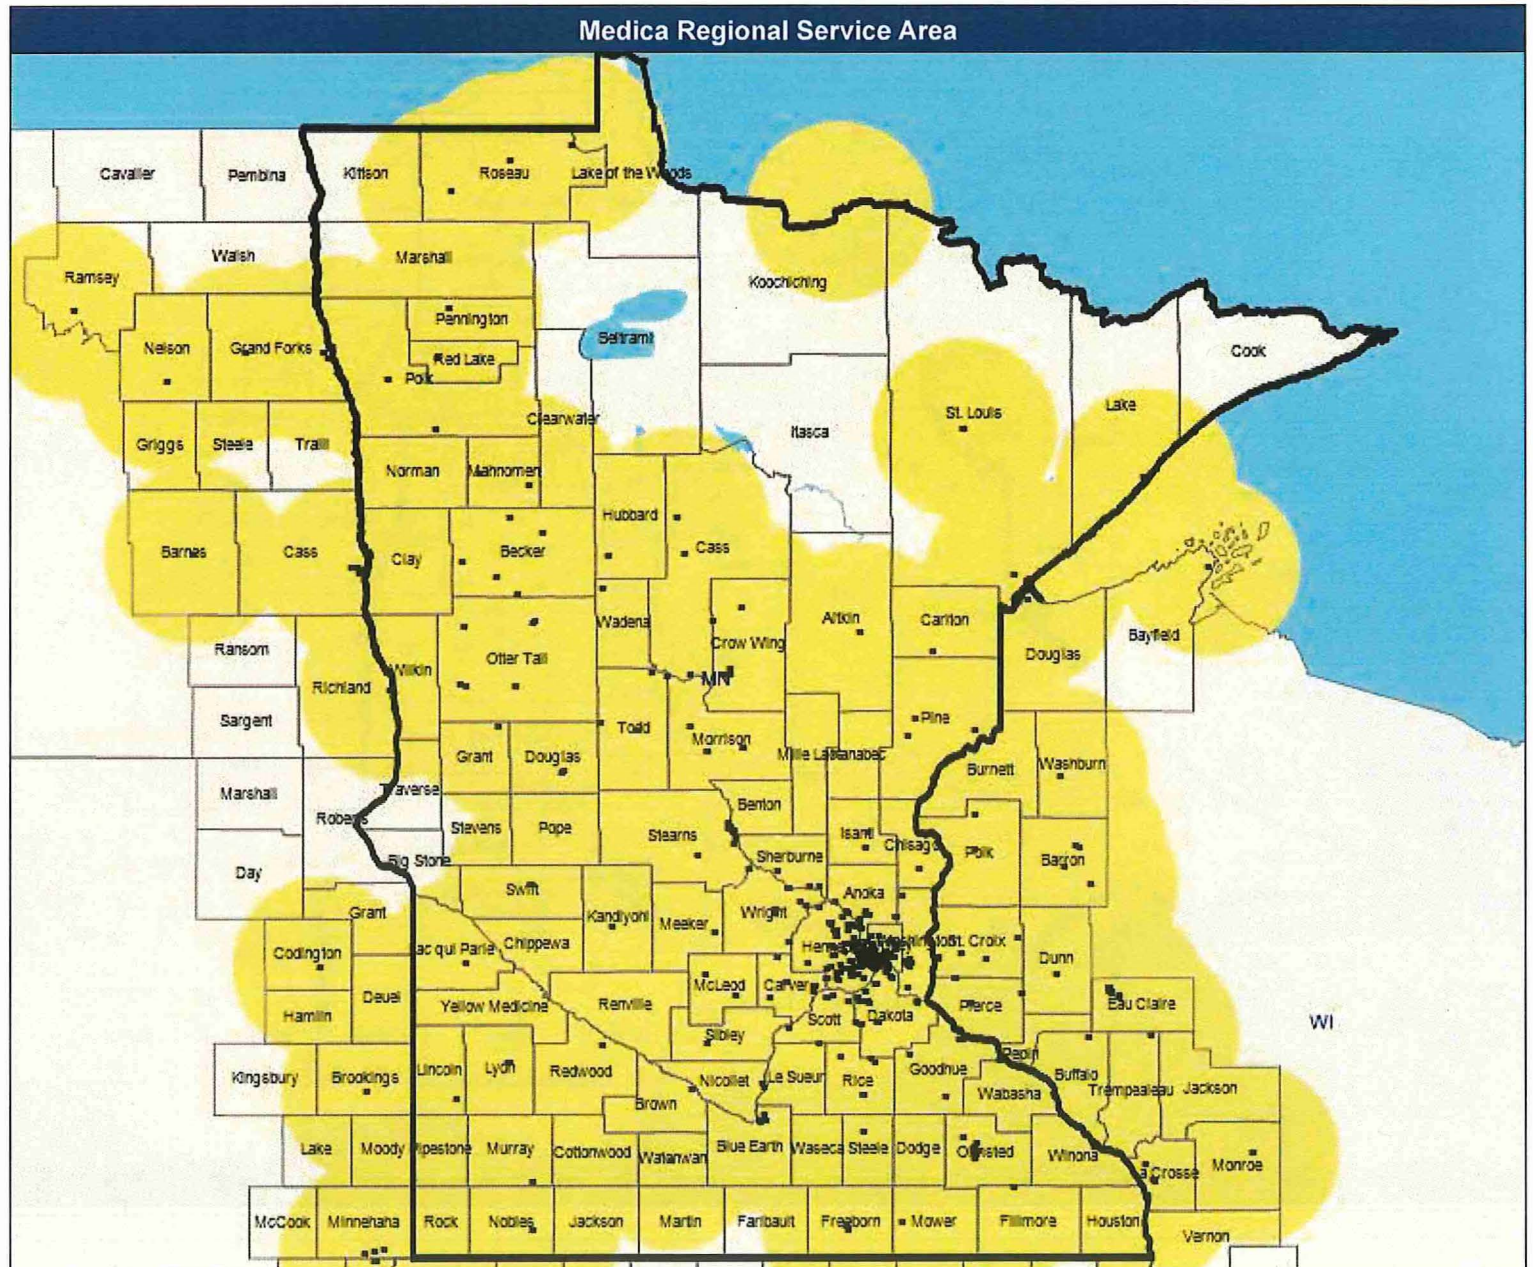 Medica Regional Service Area
Cavalier
Pembina
Kittson
Roseau
Lake of the Woods
Walsh
Marshall
Ramsey
Koochiching
Pennington
Beltrami
Nelson
Grand Forks
Red Lake
Cook
Polk
Lake
St. Louis
Clearwater
Itasca
Griggs
Steele
Traill
Norman
Mahnomen
Hubbard
Cass
Barnes
Cass
Clay
Becker
Wadena
Aitkin
Carlton
Crow Wing
Bayfield
Ransom
Otter Tail
Douglas
Wilkin
MN
Richland
Sargent
Todd
Pine
Morrison
Grant
Douglas
Mille Lacs
Kanabec
Burnett
Washburn
Marshall
Traverse
Benton
Roberts
Stevens
Pope
Stearns
Isanti
Chisago
Polk
Barron
Sherburne
Big Stone
Day
Swift
Anoka
Grant
Kandiyohi
Meeker
Wright
Codington
Lac qui Parle
Chippewa
Washington
St. Croix
Dunn
McLeod
Carver
Deuel
Yellow Medicine
Renville
Pierce
Eau Claire
Hamlin
Scott
Dakota
WI
Sibley
Pepin
Kingsbury
Brookings
Lincoln
Lyon
Redwood
Nicollet
Le Sueur
Rice
Goodhue
Buffalo
Trempealeau
Jackson
Wabasha
Brown
Lake
Moody
Pipestone
Murray
Cottonwood
Watonwan
Blue Earth
Waseca
Steele
Dodge
Olmsted
Winona
La Crosse
Monroe
McCook
Minnehaha
Rock
Nobles
Jackson
Martin
Faribault
Freeborn
Mower
Fillmore
Houston
Vernon